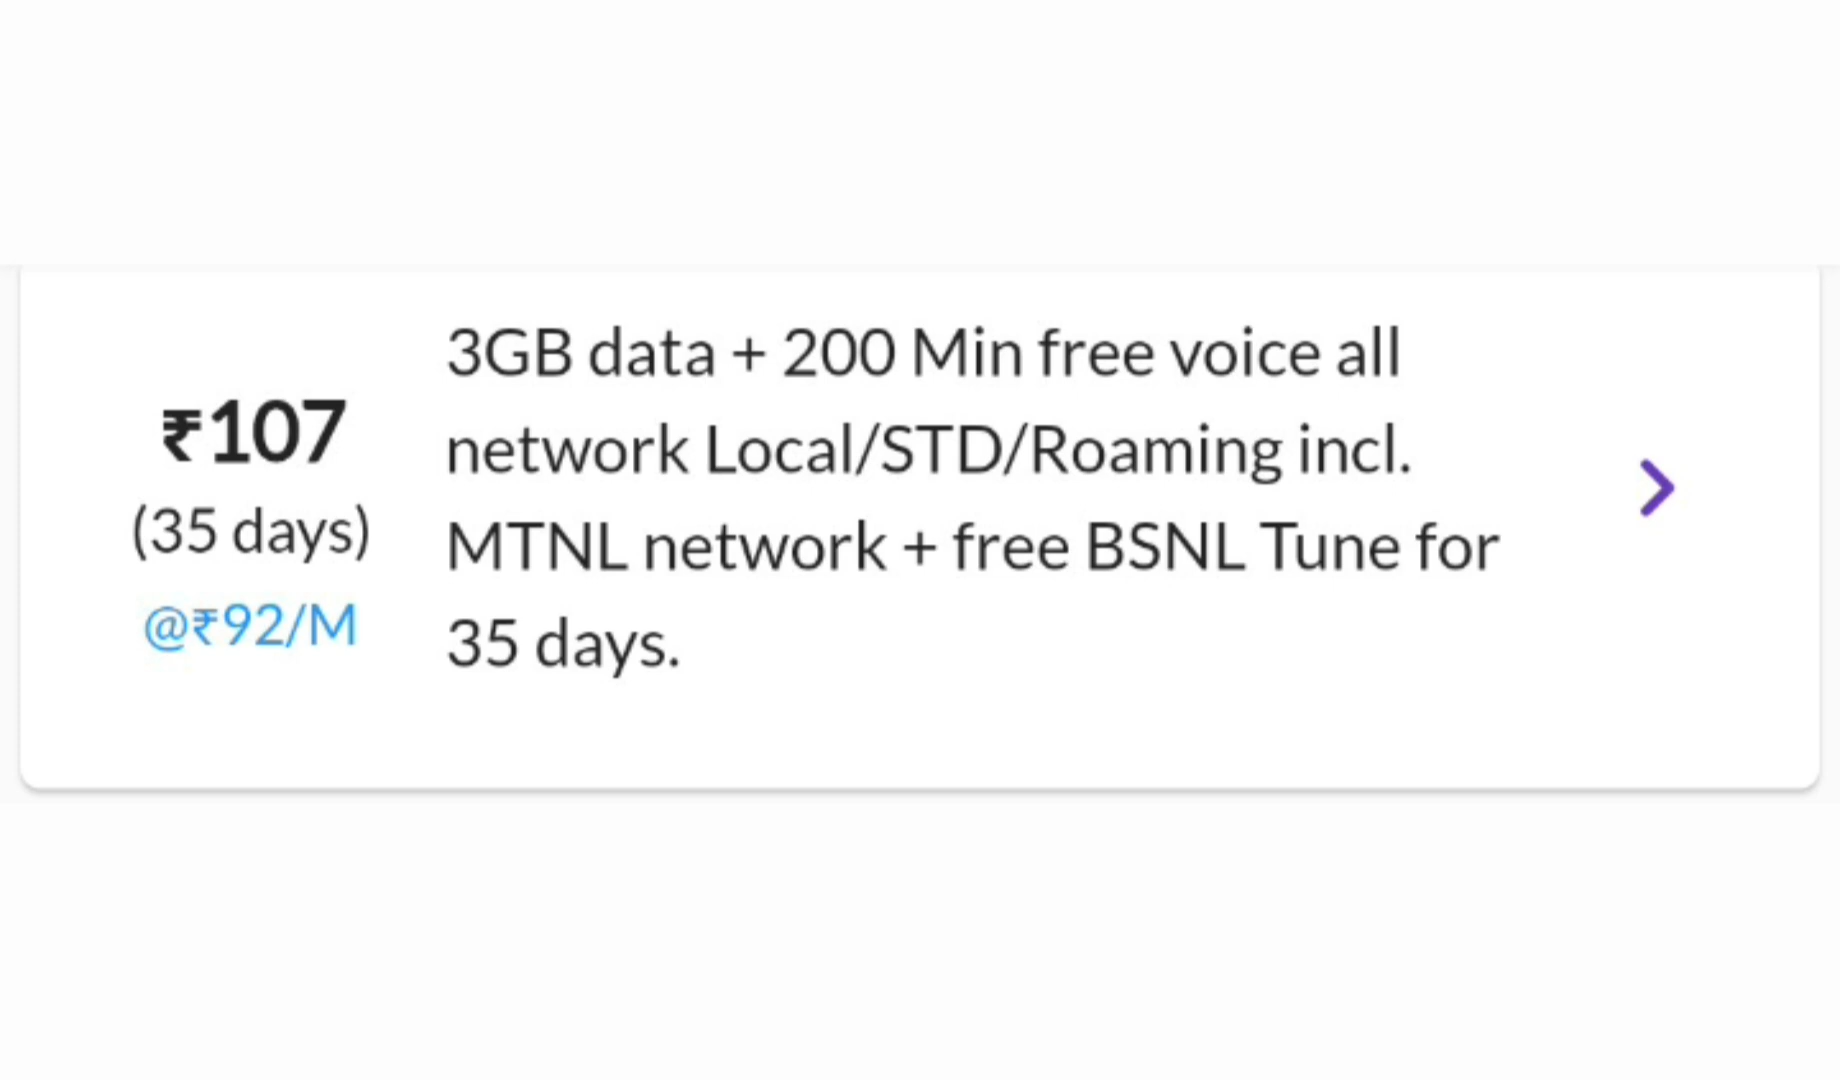 ₹107
(35 days)
@₹92/M
3GB data + 200 Min free voice all
network Local/STD/Roaming incl.
MTNL network + free BSNL Tune for
35 days.